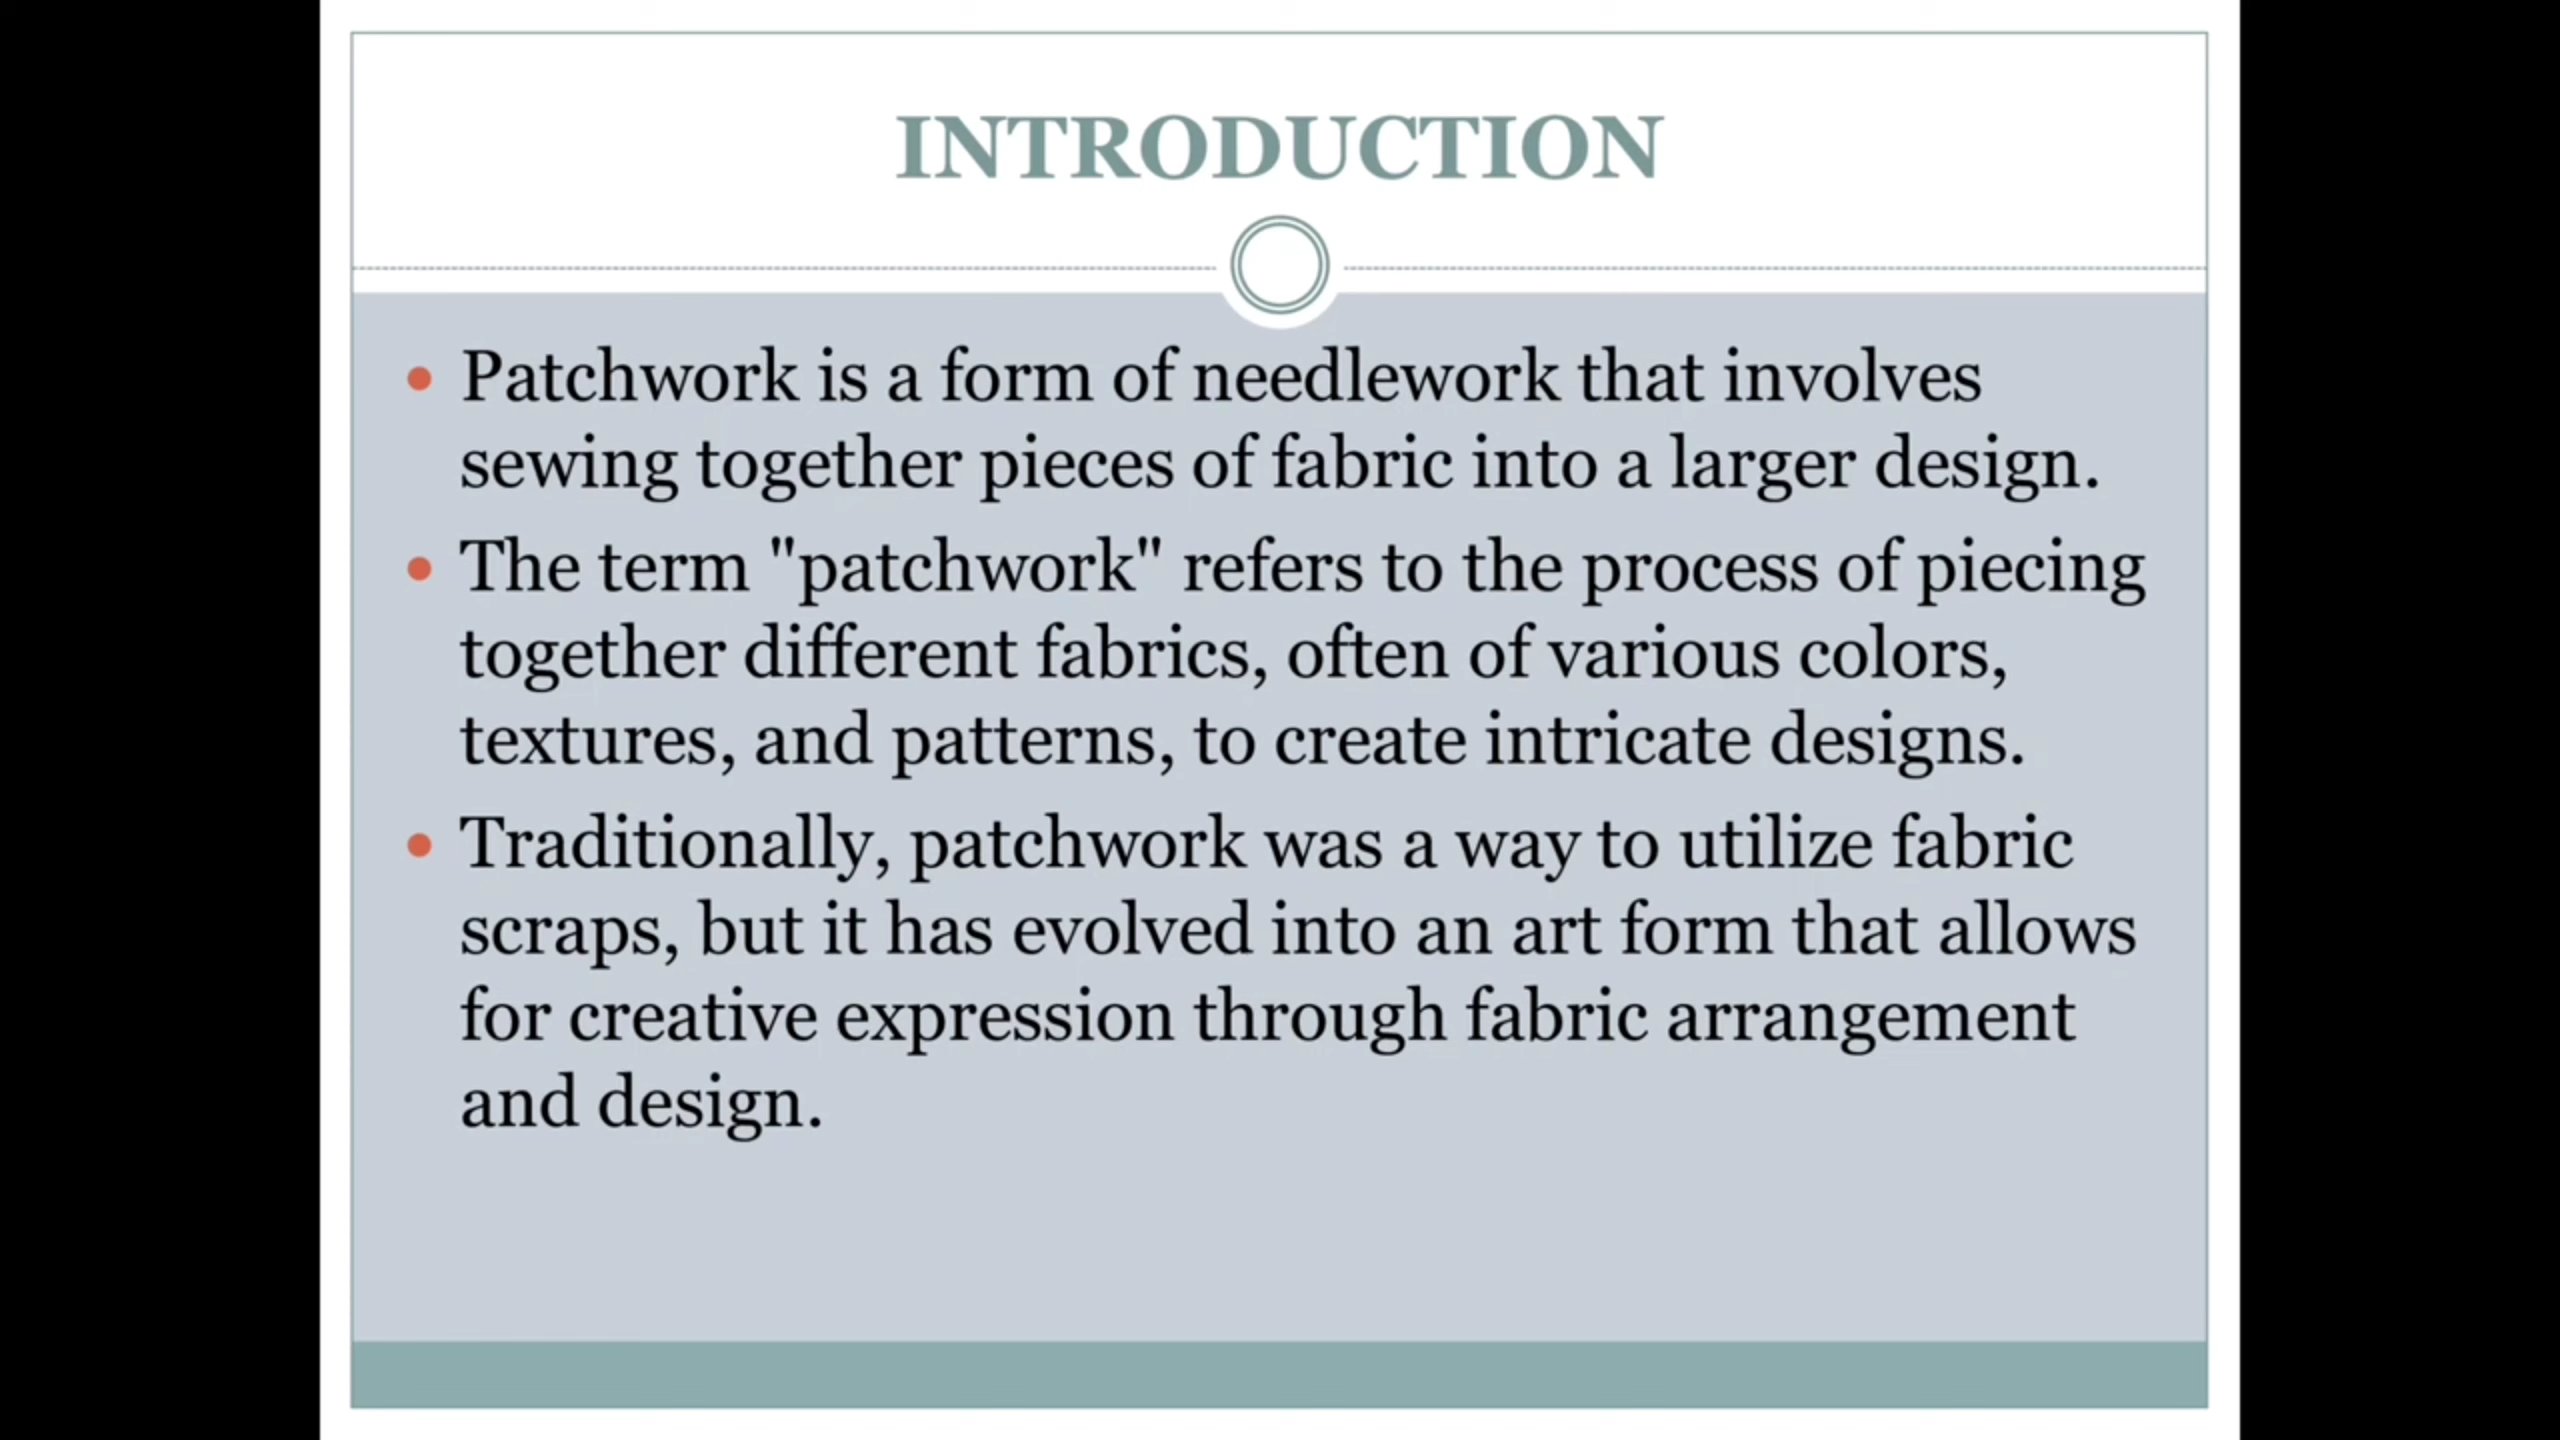 INTRODUCTION
• Patchwork is a form of needlework that involves
sewing together pieces of fabric into a larger design.
• The term "patchwork" refers to the process of piecing
together different fabrics, often of various colors,
textures, and patterns, to create intricate designs.
• Traditionally, patchwork was a way to utilize fabric
scraps, but it has evolved into an art form that allows
for creative expression through fabric arrangement
and design.